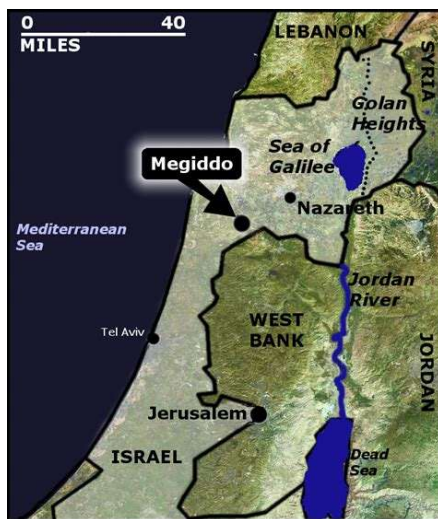 0 40
MILES
LEBANON
SYRIA
Golan
Heights
Sea of
Galilee
Megiddo
Nazareth
Mediterranean
Sea
Jordan
River
WEST
BANK
Tel Aviv
JORDAN
Jerusalem
ISRAEL
Dead
Sea